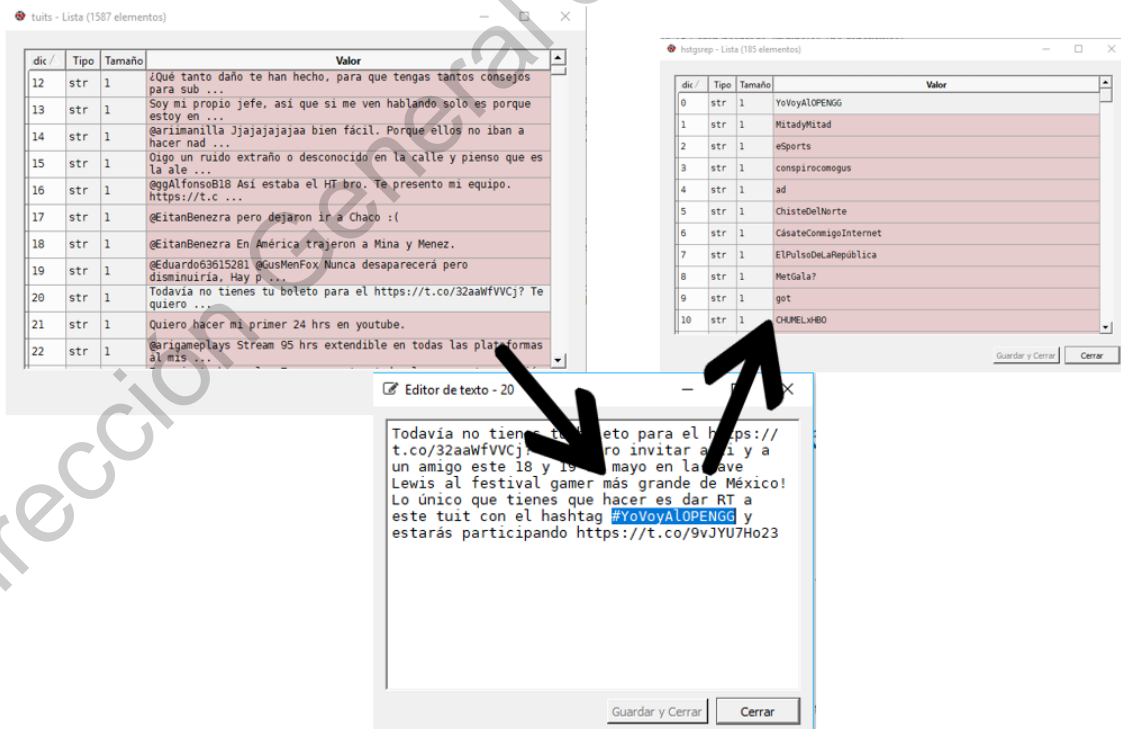 tuits - Lista (1587 elementos)
dic / Tipo Tamaño Valor
12 str 1 ¿Qué tanto daño te han hecho, para que tengas tantos consejos
para sub ...
13 str 1 Soy mi propio jefe, así que si me ven hablando solo es porque
estoy en ...
14 str 1 @ariimanilla Jjajajajajaa bien fácil. Porque ellos no iban a
hacer nad ...
15 str 1 Oigo un ruido extraño o desconocido en la calle y pienso que es
la ale ...
16 str 1 @ggAlfonsoB18 Así estaba el HT bro. Te presento mi equipo.
https://t.c ...
17 str 1 @EitanBenezra pero dejaron ir a Chaco :(
18 str 1 @EitanBenezra En América trajeron a Mina y Menez.
19 str 1 @Eduardo63615281 @GusMenFox Nunca desaparecerá pero
disminuiría, Hay p ...
20 str 1 Todavía no tienes tu boleto para el https://t.co/32aaWfVVCj? Te
quiero ...
21 str 1 Quiero hacer mi primer 24 hrs en youtube.
22 str 1 @arigameplays Stream 95 hrs extendible en todas las plataformas
al mis ...
hstgsrep - Lista (185 elementos)
dic / Tipo Tamaño Valor
0 str 1 YoVoyAlOPENGG
1 str 1 MitadyMitad
2 str 1 eSports
3 str 1 conspirocomogus
4 str 1 ad
5 str 1 ChisteDelNorte
6 str 1 CásateConmigoInternet
7 str 1 ElPulsoDeLaRepública
8 str 1 MetGala?
9 str 1 got
10 str 1 CHUMELxHBO
Guardar y Cerrar Cerrar
Editor de texto - 20
Todavía no tienes tu boleto para el https://
t.co/32aaWfVVCj? invitar a ti y a
un amigo este 18 y 19 mayo en la
Lewis al festival gamer más grande de México!
Lo único que tienes que hacer es dar RT a
este tuit con el hashtag #YoVoyAlOPENGG y
estarás participando https://t.co/9vJYU7Ho23
Guardar y Cerrar Cerrar
rección General